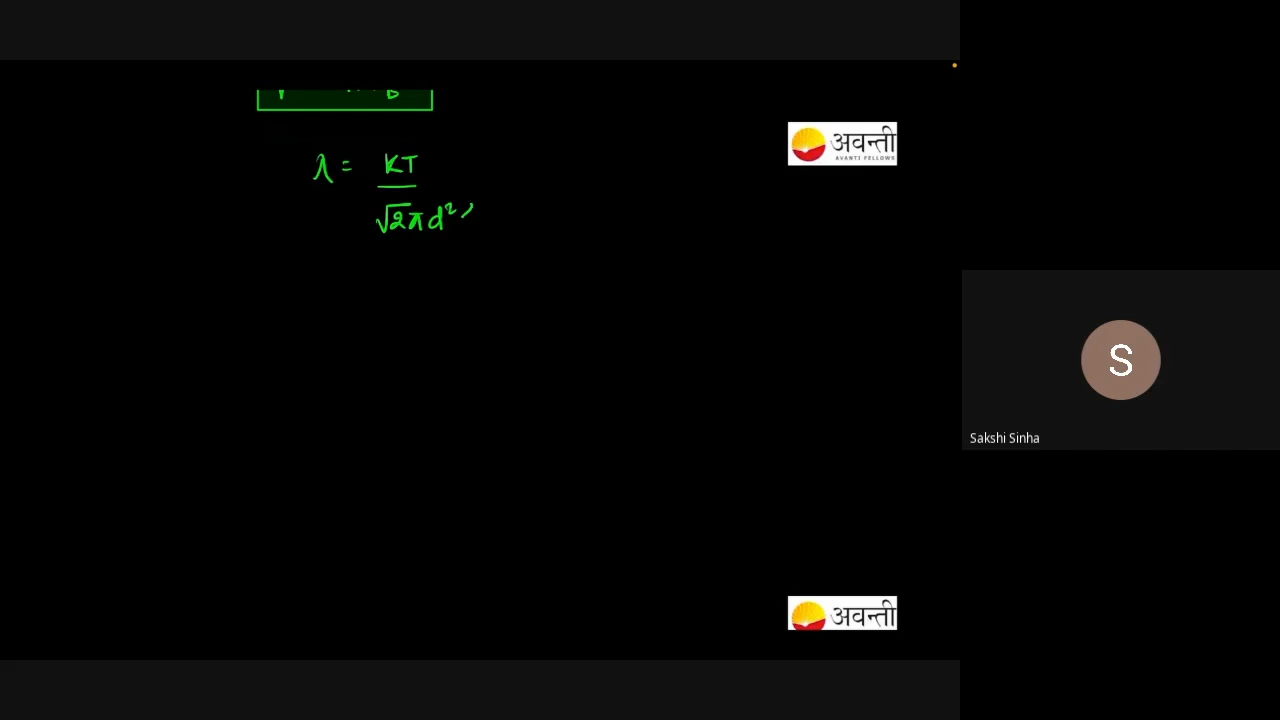 अवन्ती
AVANTI FELLOWS
λ = KT
√2πd²
Sakshi Sinha
S
अवन्ती